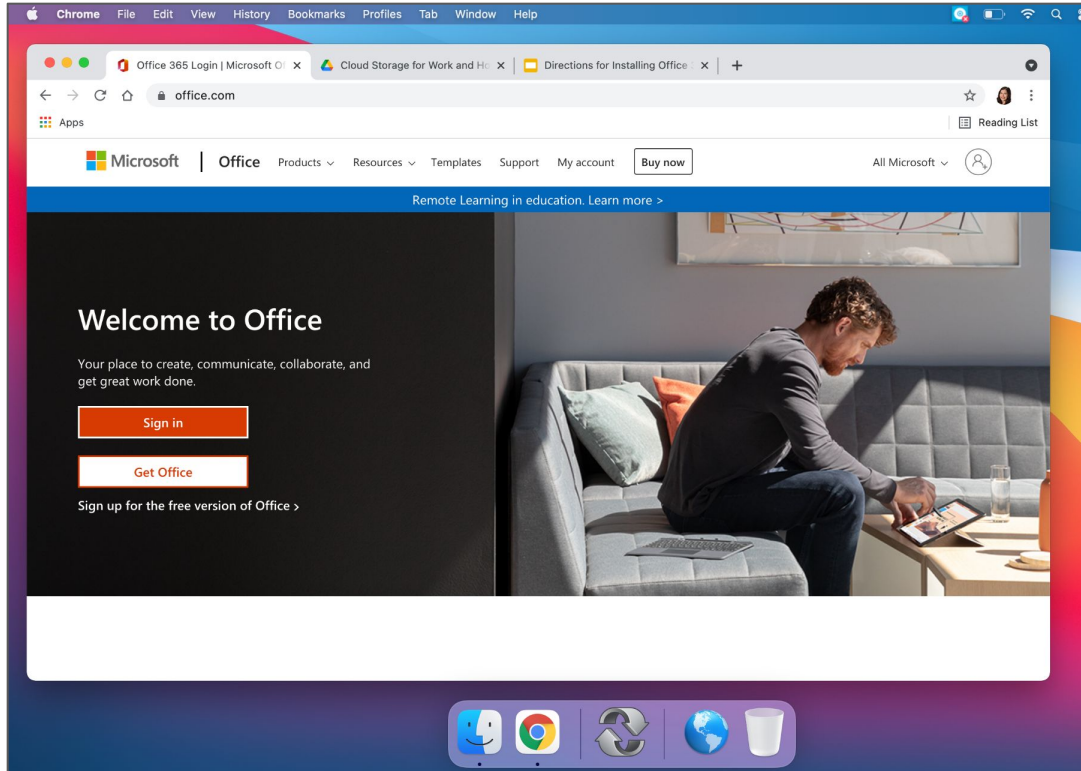 Chrome File Edit View History Bookmarks Profiles Tab Window Help
Office 365 Login | Microsoft Of Cloud Storage for Work and Ho Directions for Installing Office
office.com
Apps Reading List
Microsoft | Office Products Resources Templates Support My account Buy now All Microsoft
Remote Learning in education. Learn more >
Welcome to Office
Your place to create, communicate, collaborate, and
get great work done.
Sign in
Get Office
Sign up for the free version of Office >